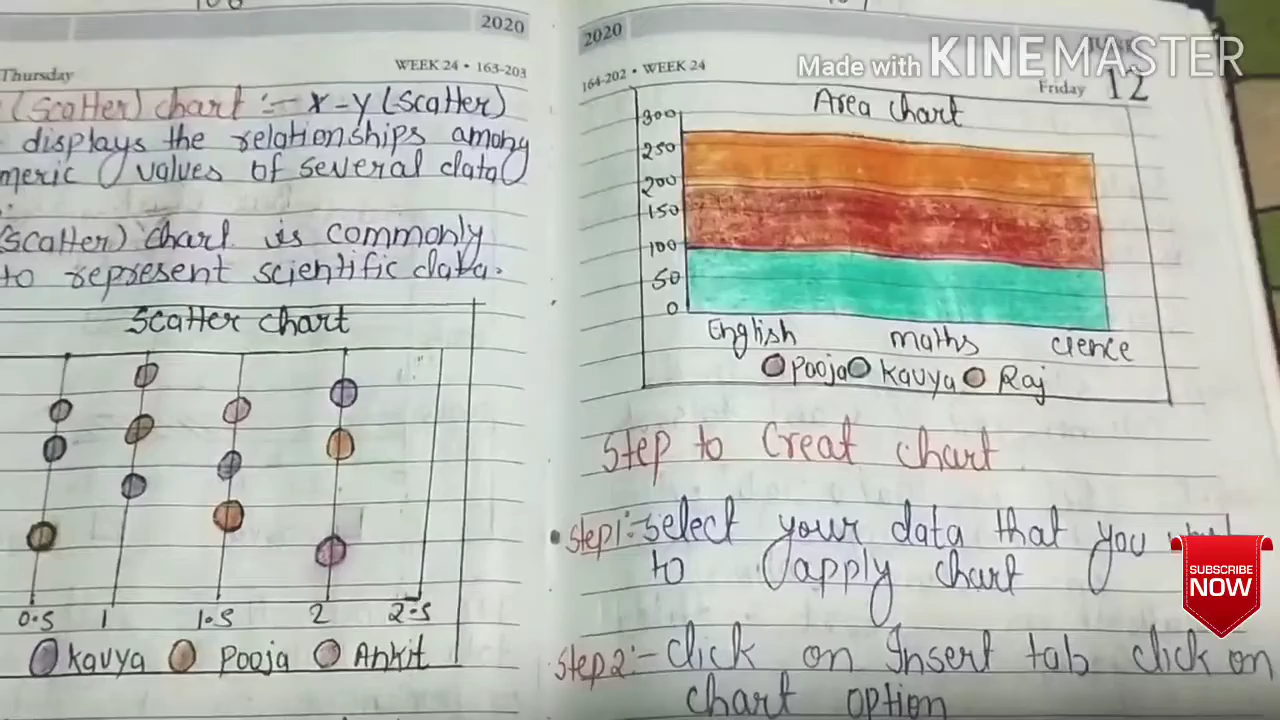 2020
Thursday
WEEK 24 • 163-203
(Scatter) chart :- x-y (scatter)
displays the relationships among
meric values of several data
(Scatter) chart is commonly
to represent scientific data.
Scatter chart
0.5 1 1.5 2 2.5
Kavya Pooja Ankit
2020
164-202 • WEEK 24
Friday 12
Made with KINEMASTER
Area chart
300
250
200
150
100
50
0
English maths cience
Pooja Kavya Raj
Step to Creat chart
• Step1:- select your data that you
to apply chart
Step2:- Click on Insert tab click on
chart option
SUBSCRIBE
NOW